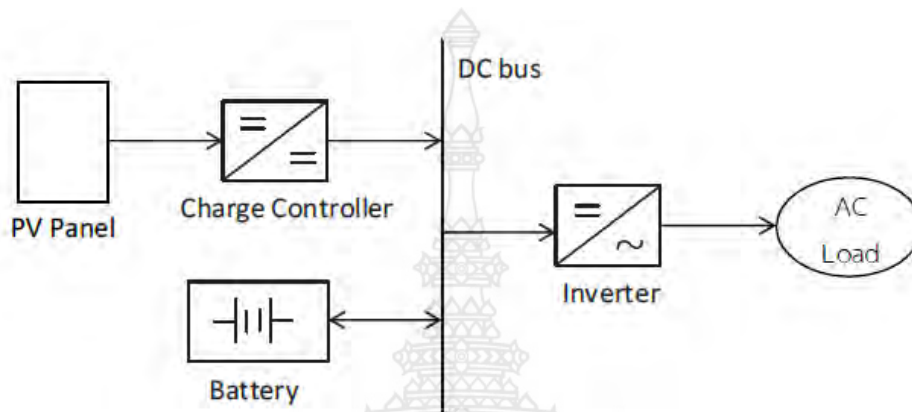 DC bus
PV Panel
Charge Controller
AC
Load
Inverter
Battery